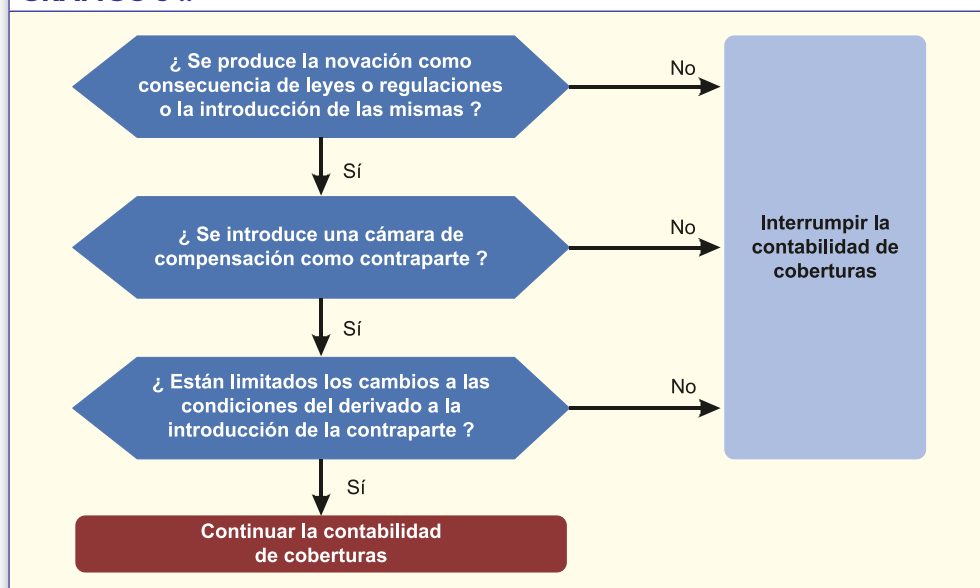 ¿ Se produce la novación como
consecuencia de leyes o regulaciones
o la introducción de las mismas ?
No
Sí
¿ Se introduce una cámara de
compensación como contraparte ?
No
Interrumpir la
contabilidad de
coberturas
Sí
¿ Están limitados los cambios a las
condiciones del derivado a la
introducción de la contraparte ?
No
Sí
Continuar la contabilidad
de coberturas